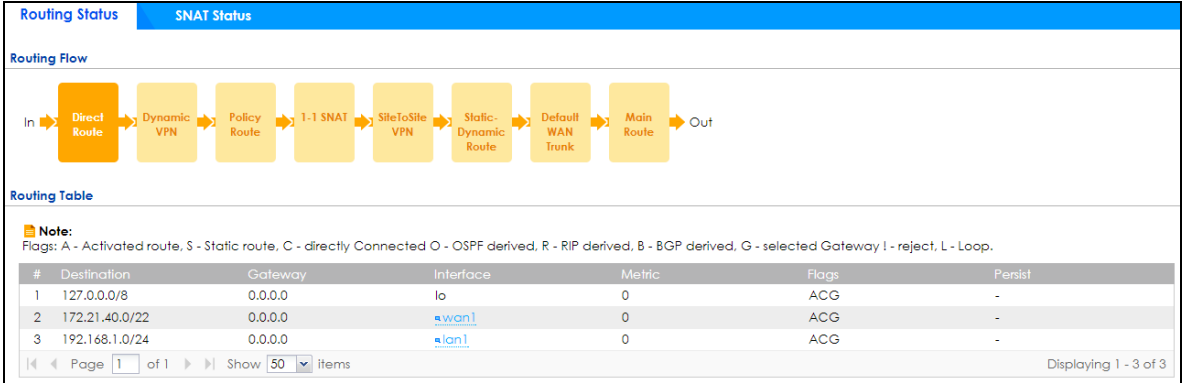 Routing Status SNAT Status
Routing Flow
In Direct Route Dynamic VPN Policy Route 1-1 SNAT SiteToSite VPN Static-Dynamic Route Default WAN Trunk Main Route Out
Routing Table
Note:
Flags: A - Activated route, S - Static route, C - directly Connected O - OSPF derived, R - RIP derived, B - BGP derived, G - selected Gateway ! - reject, L - Loop.
# Destination Gateway Interface Metric Flags Persist
1 127.0.0.0/8 0.0.0.0 lo 0 ACG -
2 172.21.40.0/22 0.0.0.0 wan1 0 ACG -
3 192.168.1.0/24 0.0.0.0 lan1 0 ACG -
Page 1 of 1 Show 50 items Displaying 1 - 3 of 3